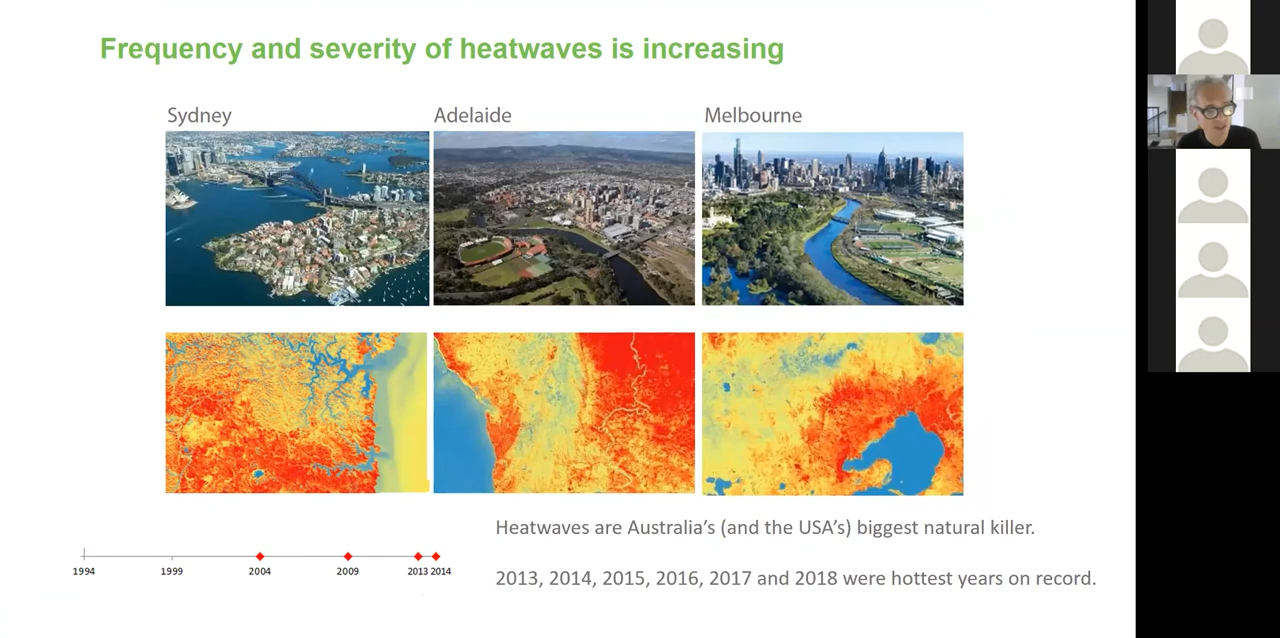 Frequency and severity of heatwaves is increasing
Sydney
Adelaide
Melbourne
Heatwaves are Australia's (and the USA's) biggest natural killer.
1994 1999 2004 2009 2013 2014
2013, 2014, 2015, 2016, 2017 and 2018 were hottest years on record.